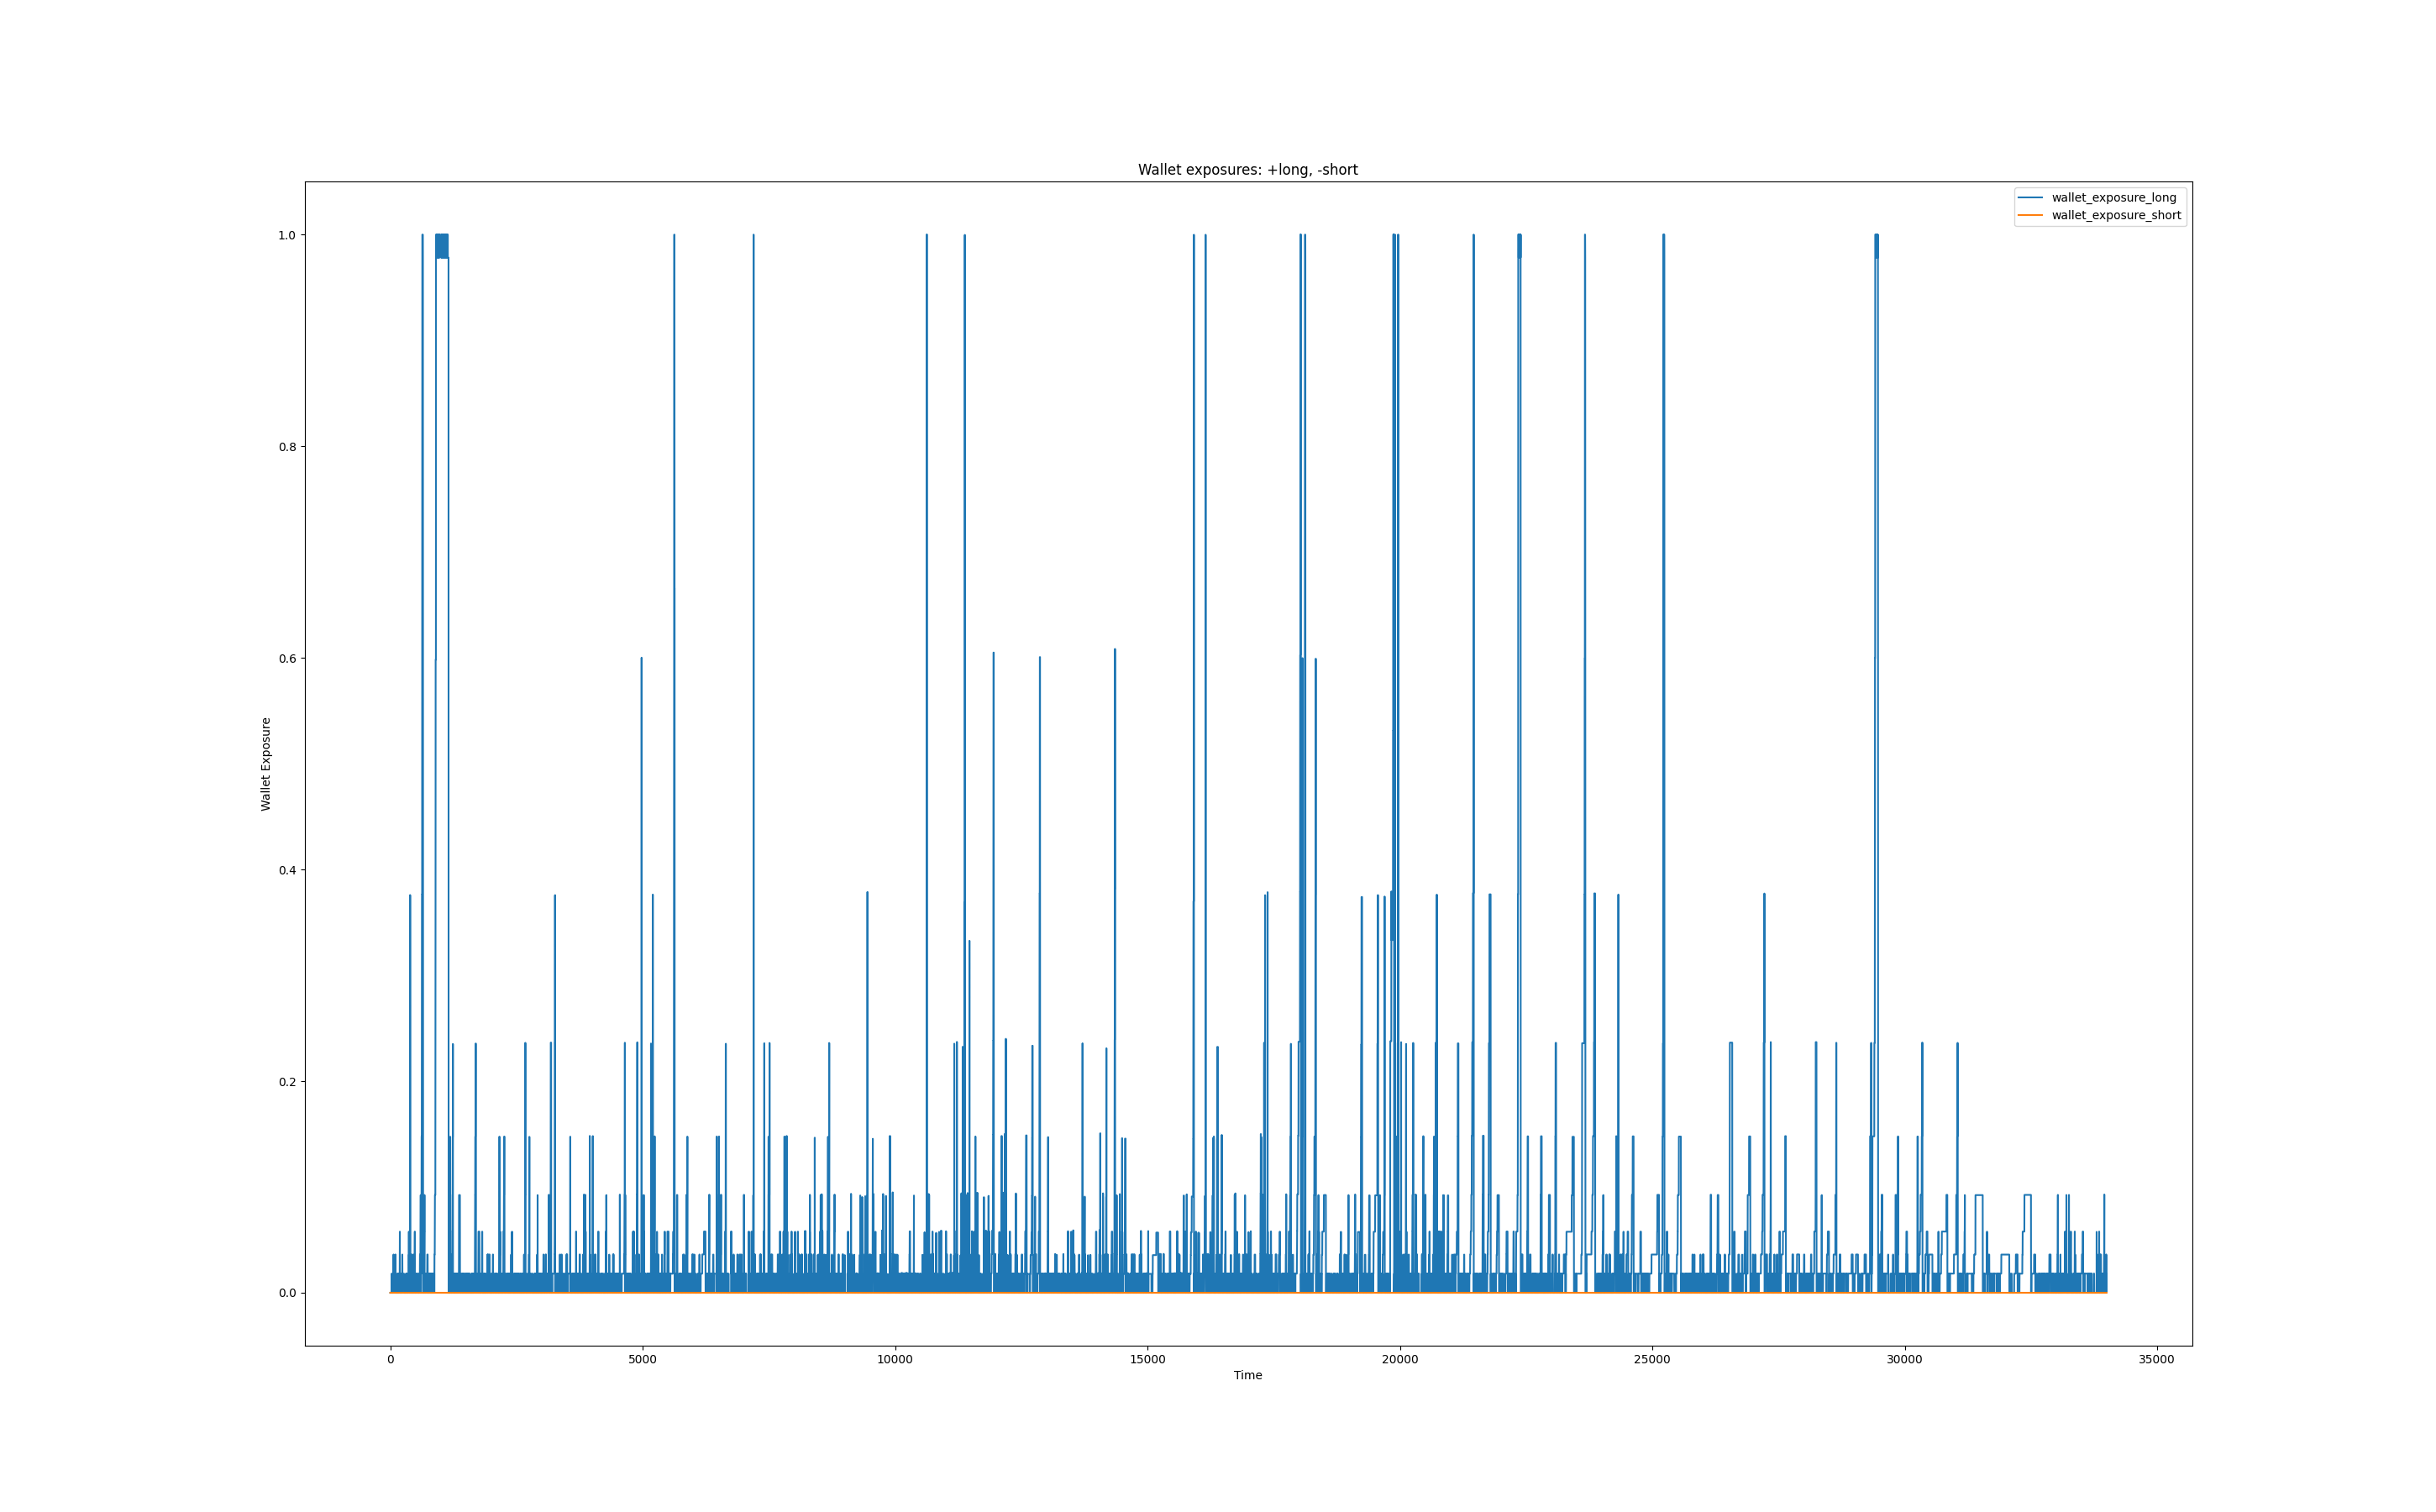 Wallet exposures: +long, -short
wallet_exposure_long
wallet_exposure_short
1.0
0.8
0.6
0.4
0.2
0.0
Wallet Exposure
0 5000 10000 15000 20000 25000 30000 35000
Time